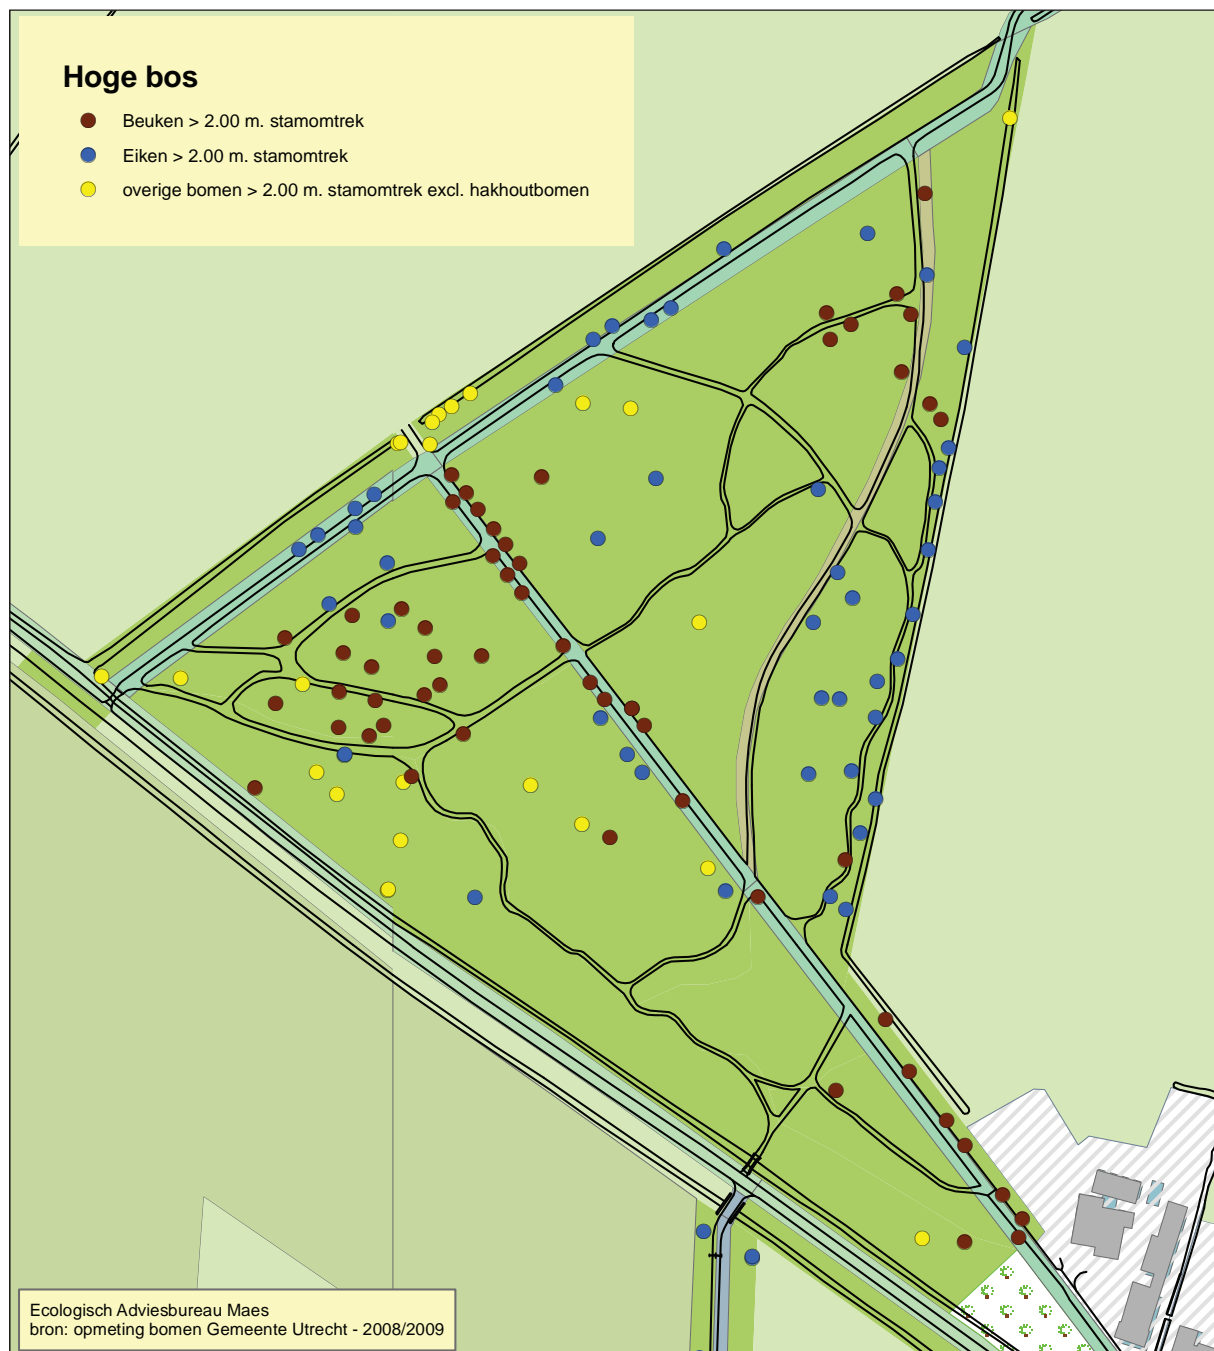 Hoge bos
Beuken > 2.00 m. stamomtrek
Eiken > 2.00 m. stamomtrek
overige bomen > 2.00 m. stamomtrek excl. hakhoutbomen
Ecologisch Adviesbureau Maes
bron: opmeting bomen Gemeente Utrecht - 2008/2009